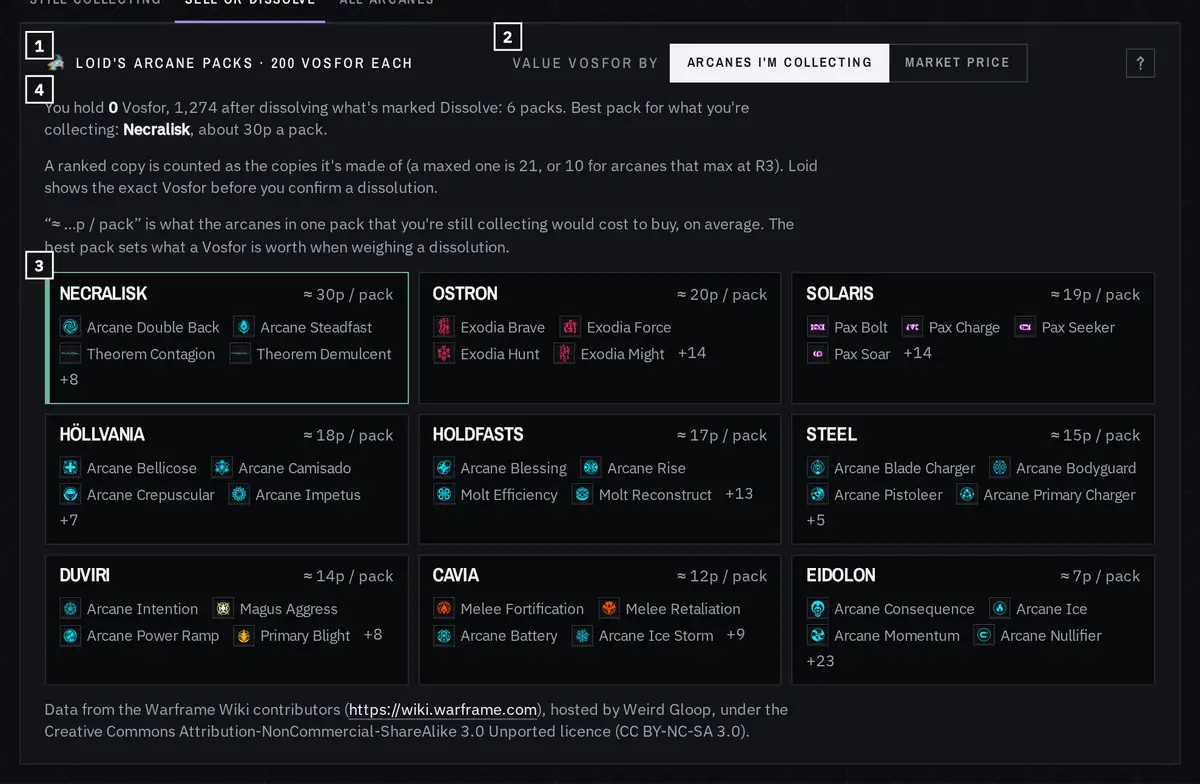 STILL COLLECTING SELL OR DISSOLVE ALL ARCANES
1 2
LOID'S ARCANE PACKS · 200 VOSFOR EACH VALUE VOSFOR BY ARCANES I'M COLLECTING MARKET PRICE ?
4
You hold 0 Vosfor, 1,274 after dissolving what's marked Dissolve: 6 packs. Best pack for what you're
collecting: Necralisk, about 30p a pack.
A ranked copy is counted as the copies it's made of (a maxed one is 21, or 10 for arcanes that max at R3). Loid
shows the exact Vosfor before you confirm a dissolution.
“≈ …p / pack” is what the arcanes in one pack that you're still collecting would cost to buy, on average. The
best pack sets what a Vosfor is worth when weighing a dissolution.
3
NECRALISK ≈ 30p / pack
Arcane Double Back Arcane Steadfast
Theorem Contagion Theorem Demulcent
+8
OSTRON ≈ 20p / pack
Exodia Brave Exodia Force
Exodia Hunt Exodia Might +14
SOLARIS ≈ 19p / pack
Pax Bolt Pax Charge Pax Seeker
Pax Soar +14
HÖLLVANIA ≈ 18p / pack
Arcane Bellicose Arcane Camisado
Arcane Crepuscular Arcane Impetus
+7
HOLDFASTS ≈ 17p / pack
Arcane Blessing Arcane Rise
Molt Efficiency Molt Reconstruct +13
STEEL ≈ 15p / pack
Arcane Blade Charger Arcane Bodyguard
Arcane Pistoleer Arcane Primary Charger
+5
DUVIRI ≈ 14p / pack
Arcane Intention Magus Aggress
Arcane Power Ramp Primary Blight +8
CAVIA ≈ 12p / pack
Melee Fortification Melee Retaliation
Arcane Battery Arcane Ice Storm +9
EIDOLON ≈ 7p / pack
Arcane Consequence Arcane Ice
Arcane Momentum Arcane Nullifier
+23
Data from the Warframe Wiki contributors (https://wiki.warframe.com), hosted by Weird Gloop, under the
Creative Commons Attribution-NonCommercial-ShareAlike 3.0 Unported licence (CC BY-NC-SA 3.0).